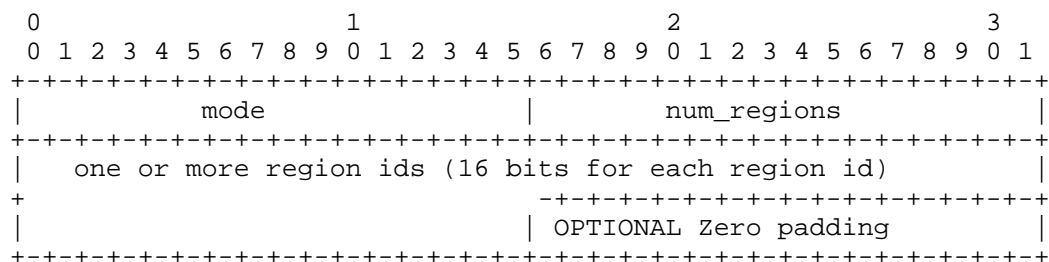 0                   1                   2                   3
 0 1 2 3 4 5 6 7 8 9 0 1 2 3 4 5 6 7 8 9 0 1 2 3 4 5 6 7 8 9 0 1
+-+-+-+-+-+-+-+-+-+-+-+-+-+-+-+-+-+-+-+-+-+-+-+-+-+-+-+-+-+-+-+-+
|           mode                |        num_regions            |
+-+-+-+-+-+-+-+-+-+-+-+-+-+-+-+-+-+-+-+-+-+-+-+-+-+-+-+-+-+-+-+-+
|   one or more region ids (16 bits for each region id)         |
+                                -+-+-+-+-+-+-+-+-+-+-+-+-+-+-+-+
|                               | OPTIONAL Zero padding         |
+-+-+-+-+-+-+-+-+-+-+-+-+-+-+-+-+-+-+-+-+-+-+-+-+-+-+-+-+-+-+-+-+